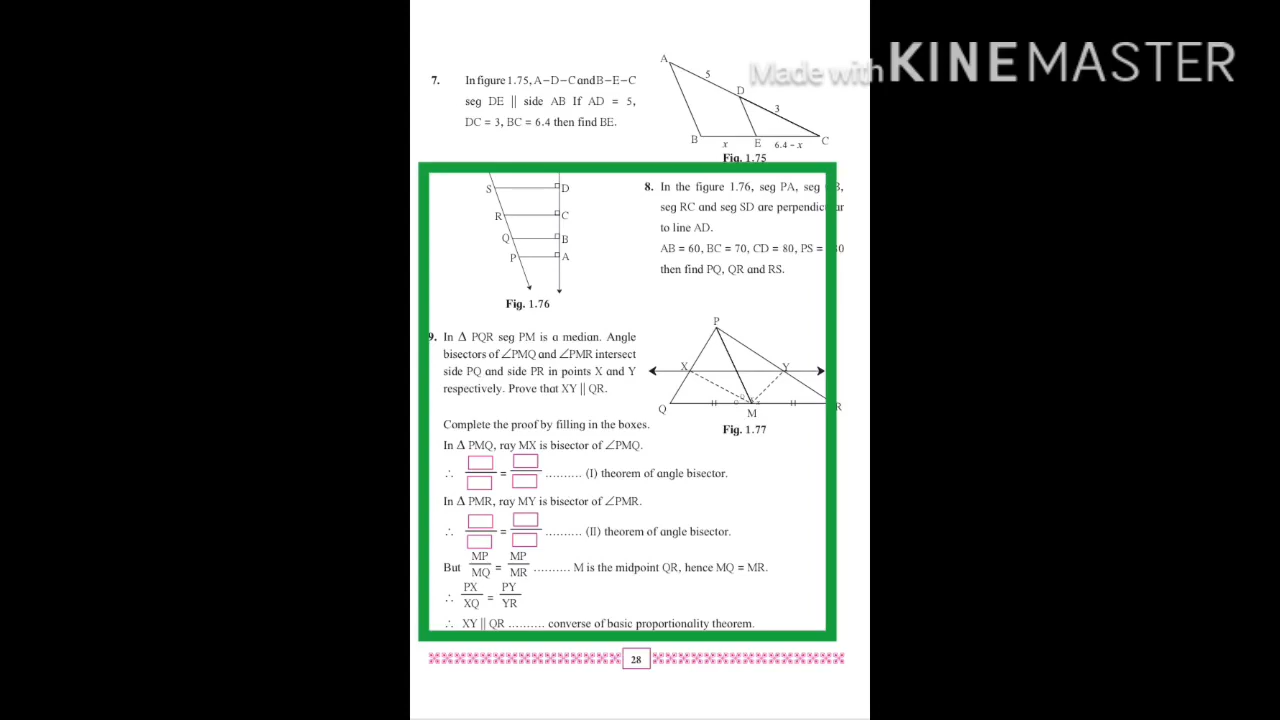 Made with KINEMASTER
7. In figure 1.75, A-D-C and B-E-C
seg DE || side AB If AD = 5,
DC = 3, BC = 6.4 then find BE.
A
5
D
3
B
x
E
6.4 - x
C
Fig. 1.75
S D
R C
Q B
P A
Fig. 1.76
8. In the figure 1.76, seg PA, seg
seg RC and seg SD are perpendicular
to line AD.
AB = 60, BC = 70, CD = 80, PS =
then find PQ, QR and RS.
9. In Δ PQR seg PM is a median. Angle
bisectors of ∠PMQ and ∠PMR intersect
side PQ and side PR in points X and Y
respectively. Prove that XY || QR.
P
X Y
Q M R
Fig. 1.77
Complete the proof by filling in the boxes.
In Δ PMQ, ray MX is bisector of ∠PMQ.
∴ = .......... (I) theorem of angle bisector.
In Δ PMR, ray MY is bisector of ∠PMR.
∴ = .......... (II) theorem of angle bisector.
But MP/MQ = MP/MR .......... M is the midpoint QR, hence MQ = MR.
∴ PX/XQ = PY/YR
∴ XY || QR .......... converse of basic proportionality theorem.
28